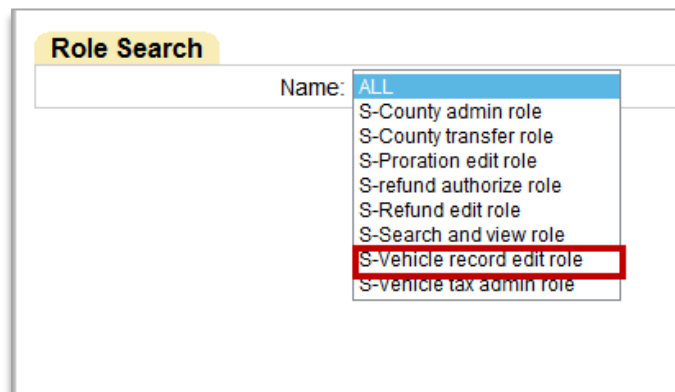 Role Search
Name: ALL
S-County admin role
S-County transfer role
S-Proration edit role
S-refund authorize role
S-Refund edit role
S-Search and view role
S-Vehicle record edit role
S-Vehicle tax admin role